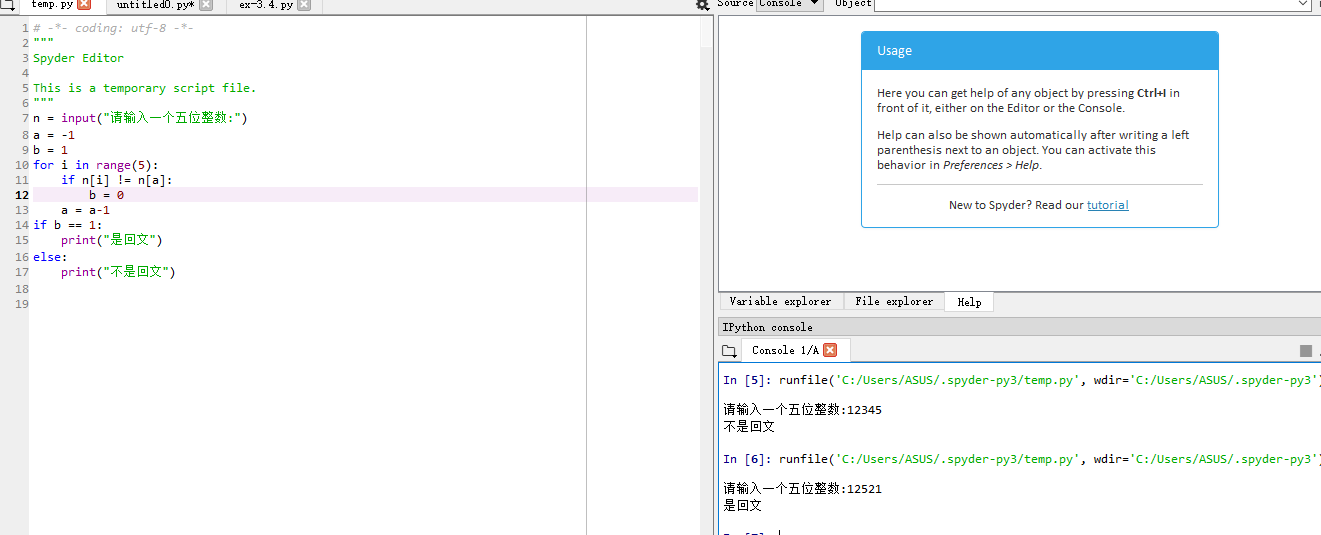 temp.py
untitled0.py*
ex-3.4.py
Source Console Object
1 # -*- coding: utf-8 -*-
2 """
3 Spyder Editor
4
5 This is a temporary script file.
6 """
7 n = input("请输入一个五位整数:")
8 a = -1
9 b = 1
10 for i in range(5):
11 if n[i] != n[a]:
12 b = 0
13 a = a-1
14 if b == 1:
15 print("是回文")
16 else:
17 print("不是回文")
18
19
Usage
Here you can get help of any object by pressing Ctrl+I in
front of it, either on the Editor or the Console.
Help can also be shown automatically after writing a left
parenthesis next to an object. You can activate this
behavior in Preferences > Help.
New to Spyder? Read our tutorial
Variable explorer File explorer Help
IPython console
Console 1/A
In [5]: runfile('C:/Users/ASUS/.spyder-py3/temp.py', wdir='C:/Users/ASUS/.spyder-py3')
请输入一个五位整数:12345
不是回文
In [6]: runfile('C:/Users/ASUS/.spyder-py3/temp.py', wdir='C:/Users/ASUS/.spyder-py3')
请输入一个五位整数:12521
是回文